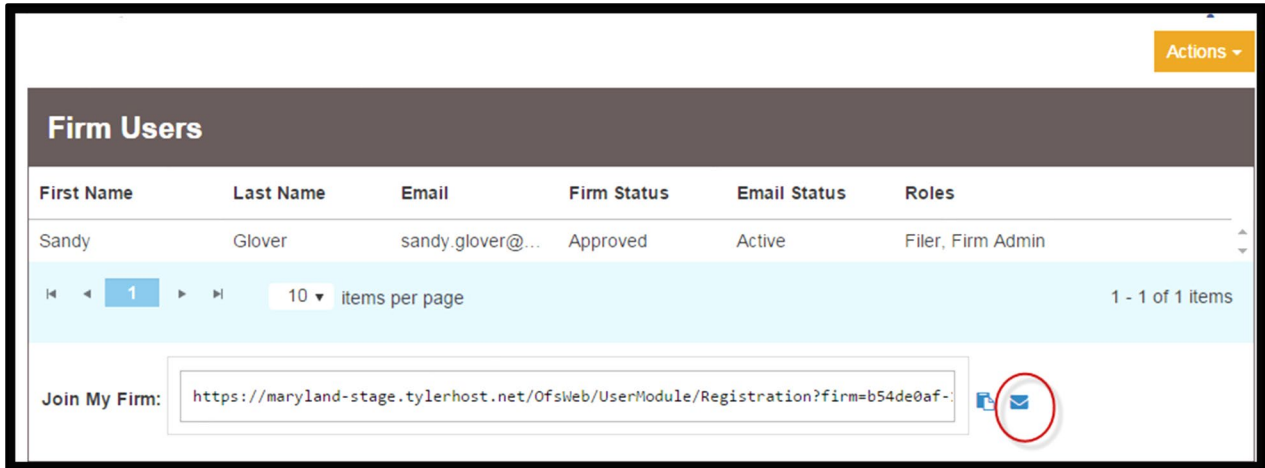 Actions
Firm Users
First Name Last Name Email Firm Status Email Status Roles
Sandy Glover sandy.glover@... Approved Active Filer, Firm Admin
1 10 items per page 1 - 1 of 1 items
Join My Firm: https://maryland-stage.tylerhost.net/OfsWeb/UserModule/Registration?firm=b54de0af-